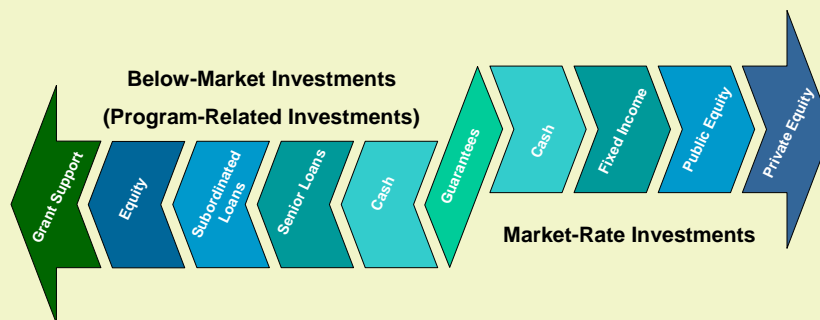 Below-Market Investments
(Program-Related Investments)
Grant Support
Equity
Subordinated
Loans
Senior Loans
Cash
Guarantees
Cash
Fixed Income
Public Equity
Private Equity
Market-Rate Investments